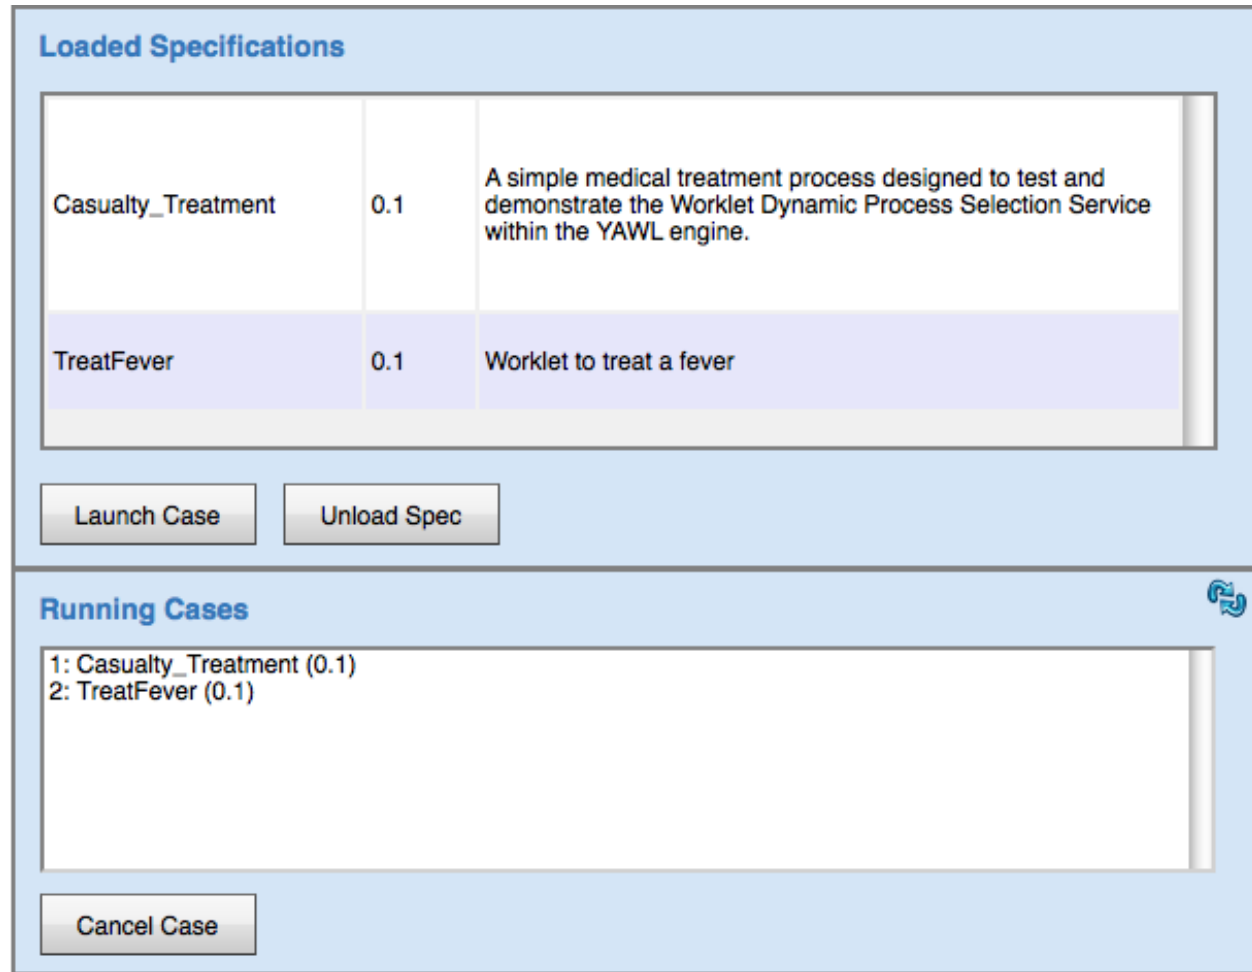 Loaded Specifications
Casualty_Treatment
0.1
A simple medical treatment process designed to test and
demonstrate the Worklet Dynamic Process Selection Service
within the YAWL engine.
TreatFever
0.1
Worklet to treat a fever
Launch Case
Unload Spec
Running Cases
1: Casualty_Treatment (0.1)
2: TreatFever (0.1)
Cancel Case